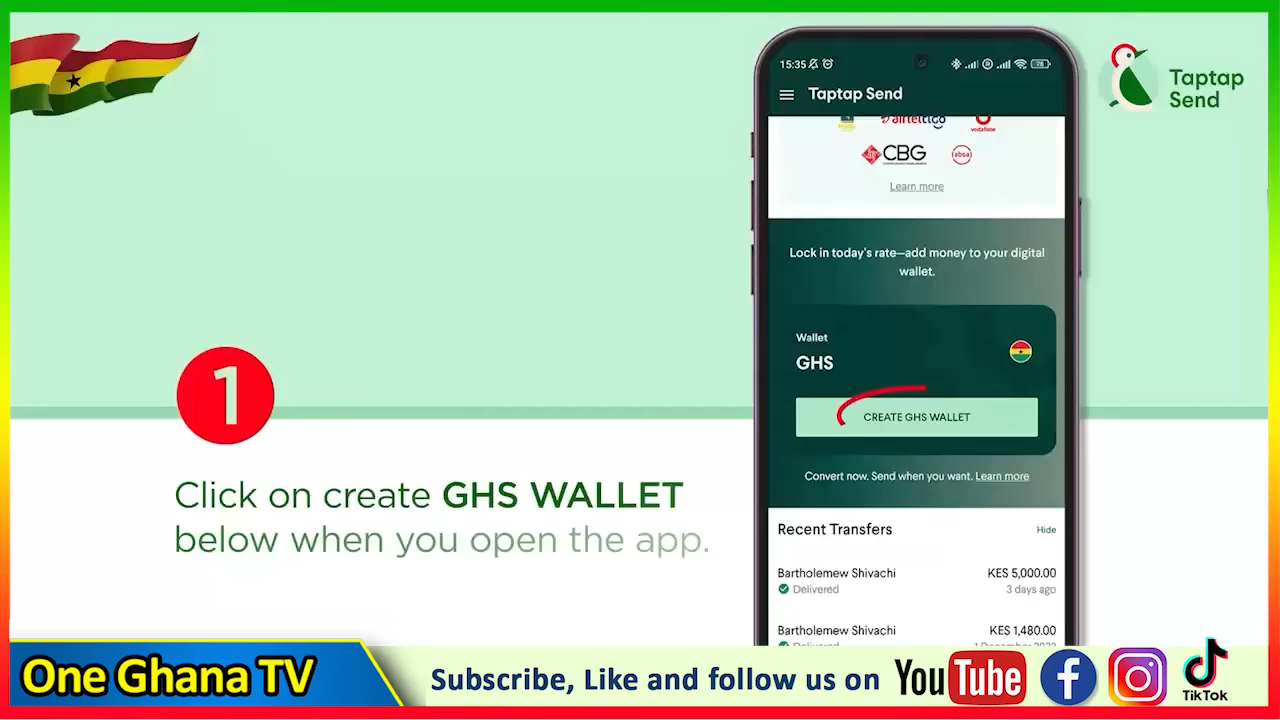 15:35
78
Taptap Send
Taptap
Send
airteltigo
vodafone
CBG
absa
Learn more
Lock in today's rate—add money to your digital
wallet.
Wallet
GHS
CREATE GHS WALLET
Convert now. Send when you want. Learn more
1
Click on create GHS WALLET
below when you open the app.
Recent Transfers
Hide
Bartholemew Shivachi
KES 5,000.00
Delivered
3 days ago
Bartholemew Shivachi
KES 1,480.00
Delivered
One Ghana TV
Subscribe, Like and follow us on YouTube
TikTok